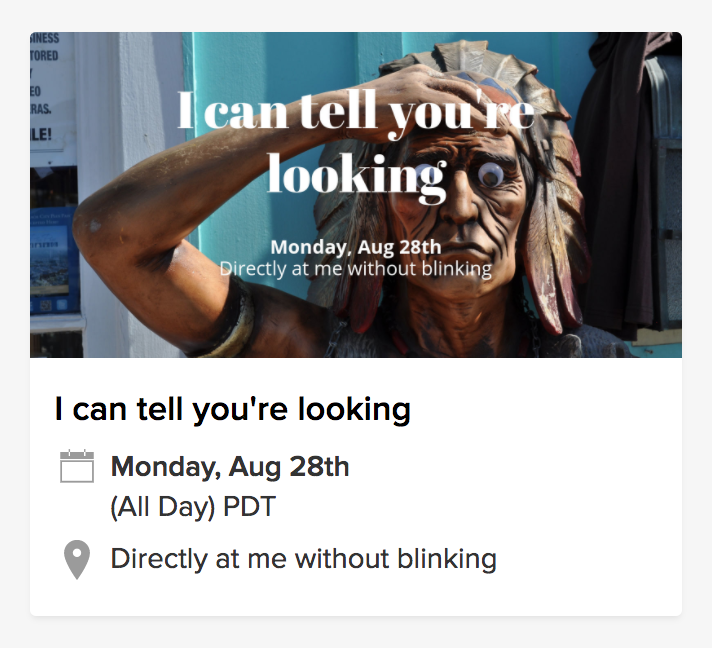 INESS
TORED
Y
EO
RAS.
LE!
I can tell you're
looking
Monday, Aug 28th
Directly at me without blinking
I can tell you're looking
Monday, Aug 28th
(All Day) PDT
Directly at me without blinking